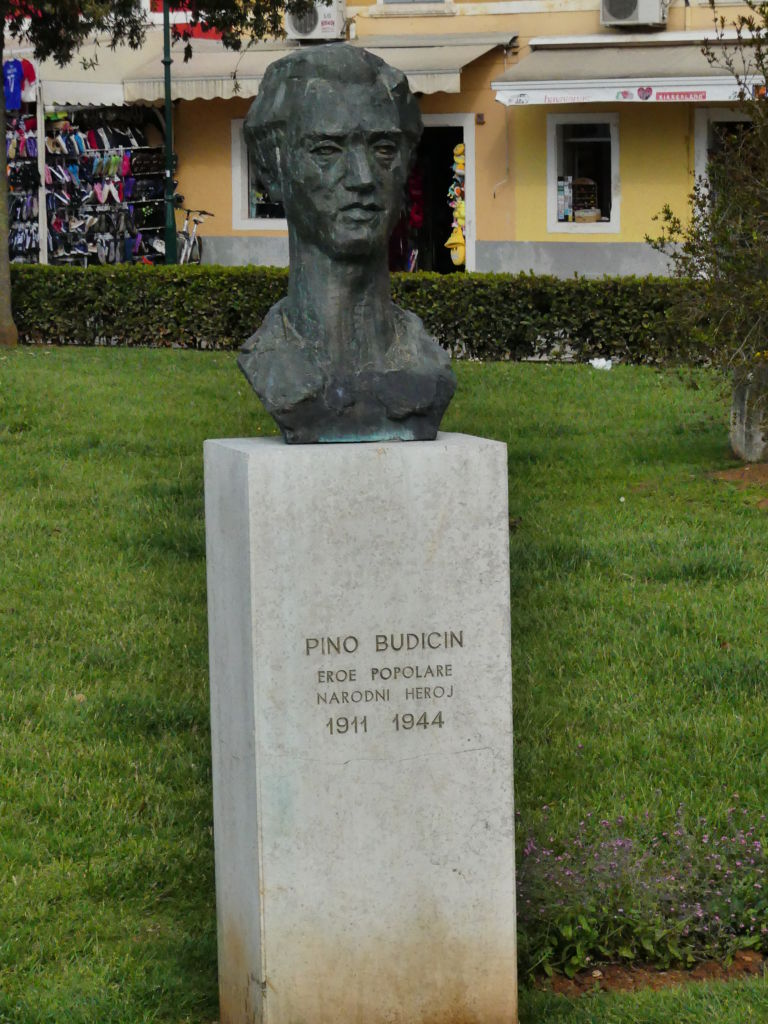 PINO BUDICIN
EROE POPOLARE
NARODNI HEROJ
1911 1944